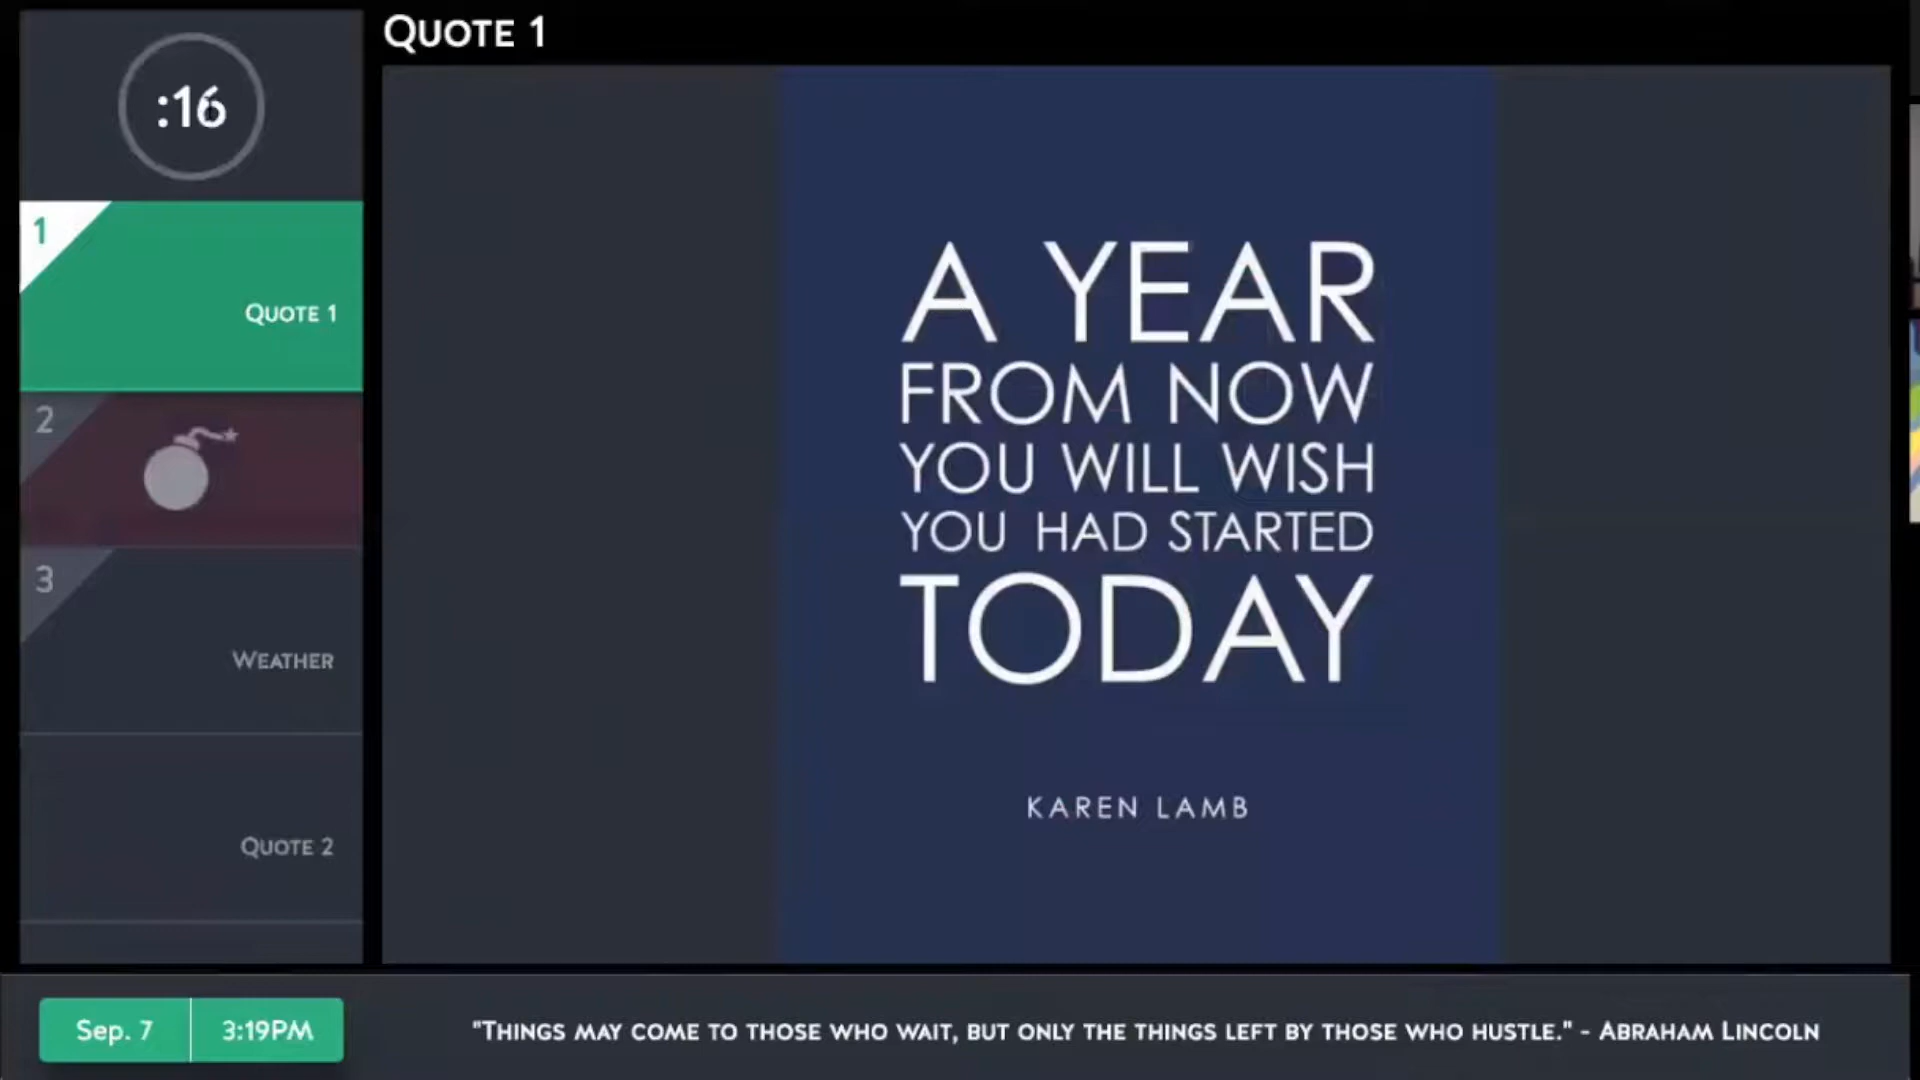 :16
QUOTE 1
1
QUOTE 1
2
3
WEATHER
QUOTE 2
A YEAR
FROM NOW
YOU WILL WISH
YOU HAD STARTED
TODAY
KAREN LAMB
Sep. 7
3:19PM
"THINGS MAY COME TO THOSE WHO WAIT, BUT ONLY THE THINGS LEFT BY THOSE WHO HUSTLE." - ABRAHAM LINCOLN